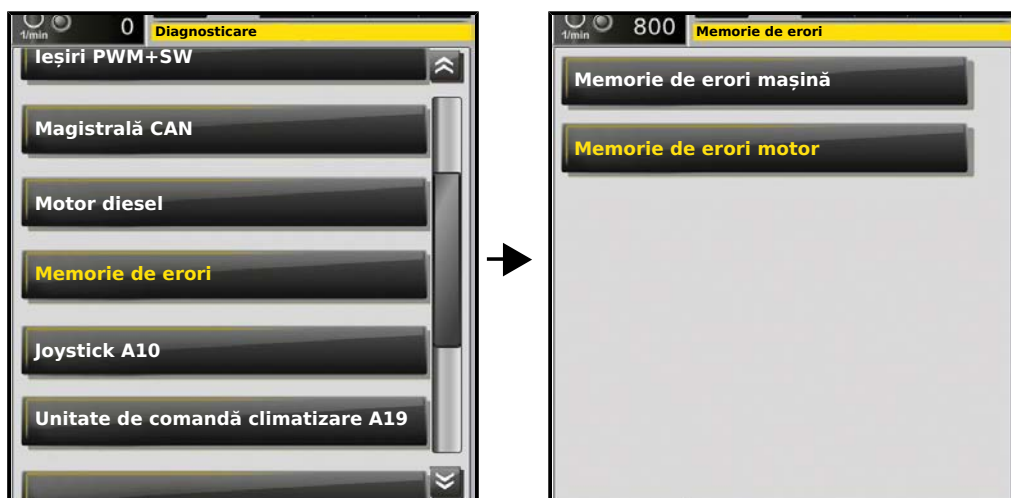 1/min
0
Diagnosticare
Ieșiri PWM+SW
Magistrală CAN
Motor diesel
Memorie de erori
Joystick A10
Unitate de comandă climatizare A19
1/min
800
Memorie de erori
Memorie de erori mașină
Memorie de erori motor